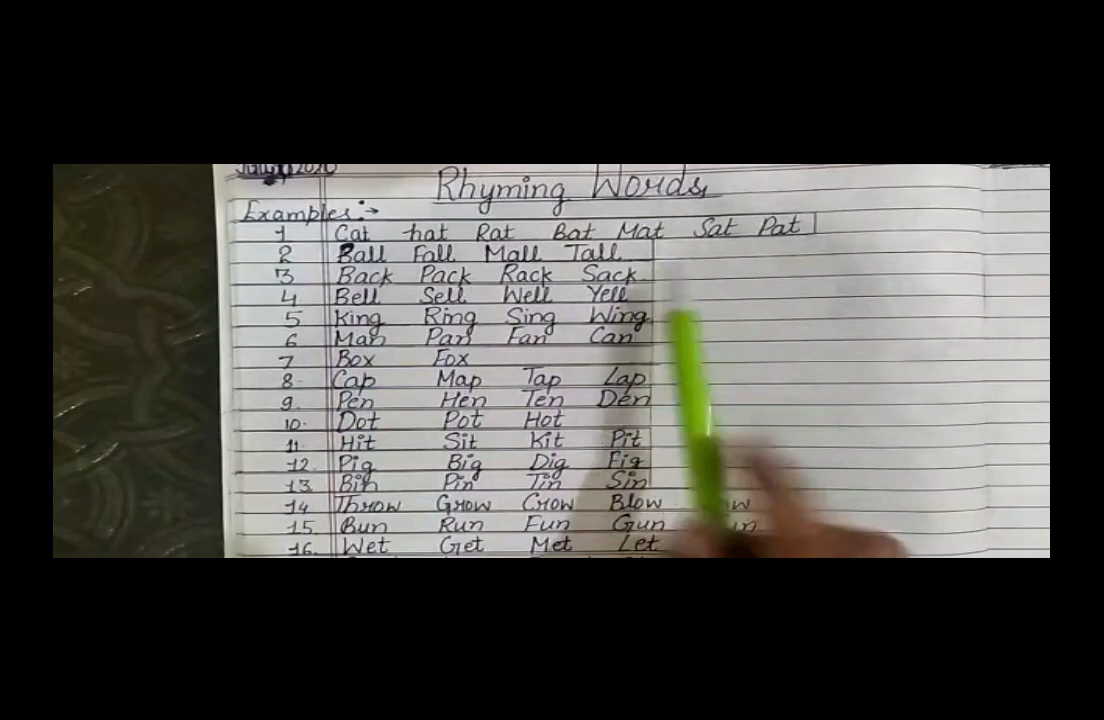 Rhyming Words
Examples:→
1 Cat hat Rat Bat Mat Sat Pat
2 Ball Fall Mall Tall
3 Back Pack Rack Sack
4 Bell Sell Well Yell
5 King Ring Sing Wing
6 Man Pan Fan Can
7 Box Fox
8. Cap Map Tap Lap
9. Pen Hen Ten Den
10. Dot Pot Hot
11. Hit Sit Kit Pit
12. Pig Big Dig Fig
13. Bin Pin Tin Sin
14 Throw Grow Crow Blow
15. Bun Run Fun Gun
16. Wet Get Met Let